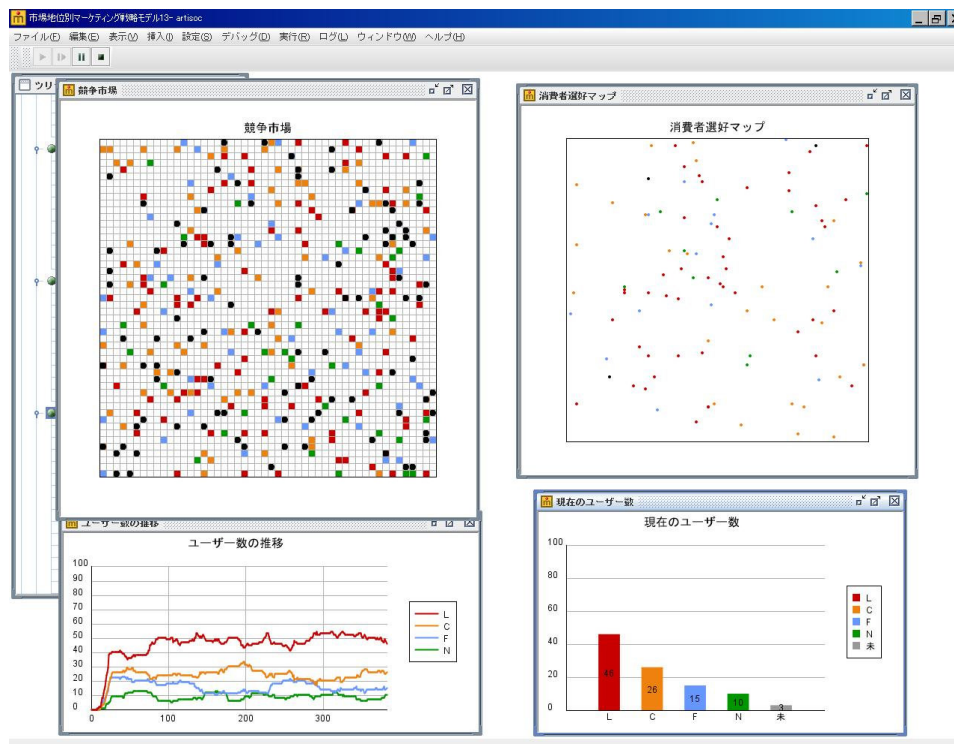 市場地位別マーケティング戦略モデル13- artisoc
ファイル(F) 編集(E) 表示(V) 挿入(I) 設定(S) デバッグ(D) 実行(R) ログ(L) ウィンドウ(W) ヘルプ(H)
ツリ
競争市場
競争市場
消費者選好マップ
消費者選好マップ
ユーザー数の推移
ユーザー数の推移
100
90
80
70
60
50
40
30
20
10
0
0 100 200 300
L
C
F
N
現在のユーザー数
現在のユーザー数
100
80
60
40
20
0
46
26
15
10
3
L C F N 未
L
C
F
N
未